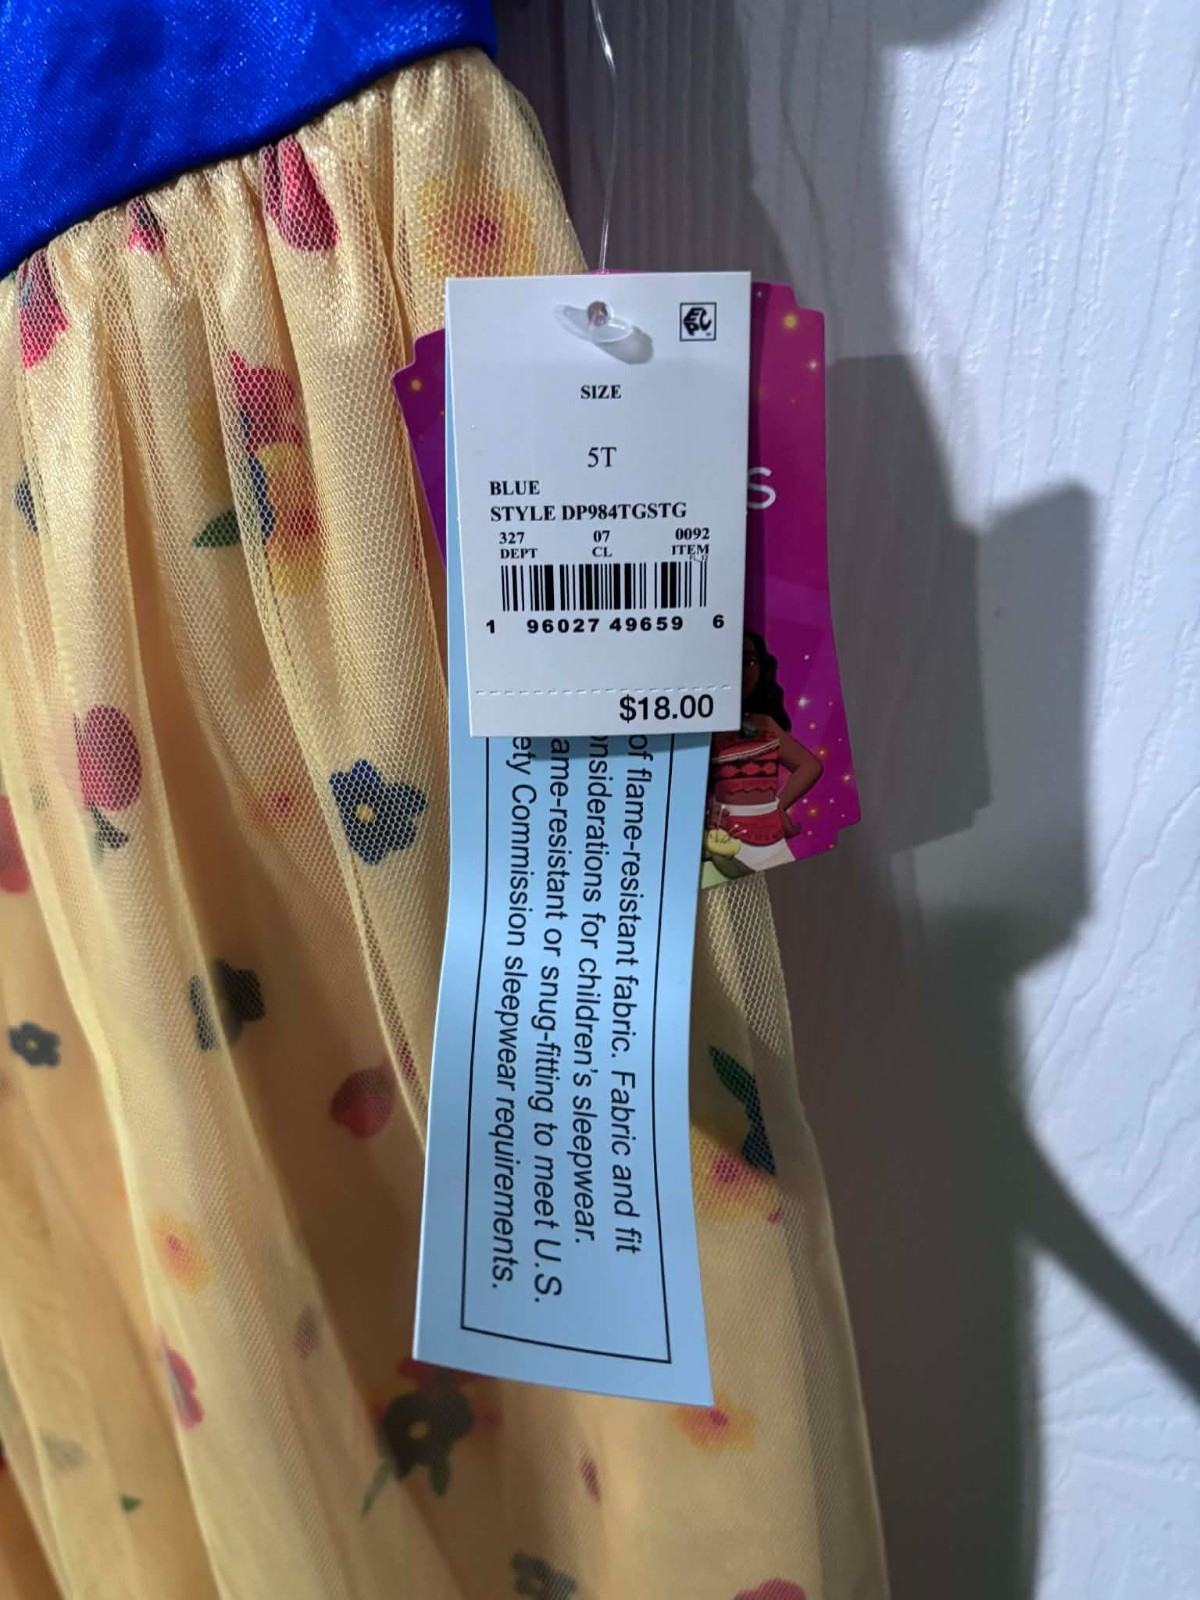 SIZE
5T
BLUE
STYLE DP984TGSTG
327 07 0092
DEPT CL ITEM
1 96027 49659 6
$18.00
S
of flame-resistant fabric. Fabric and fit
nsiderations for children's sleepwear.
ame-resistant or snug-fitting to meet U.S.
ety Commission sleepwear requirements.